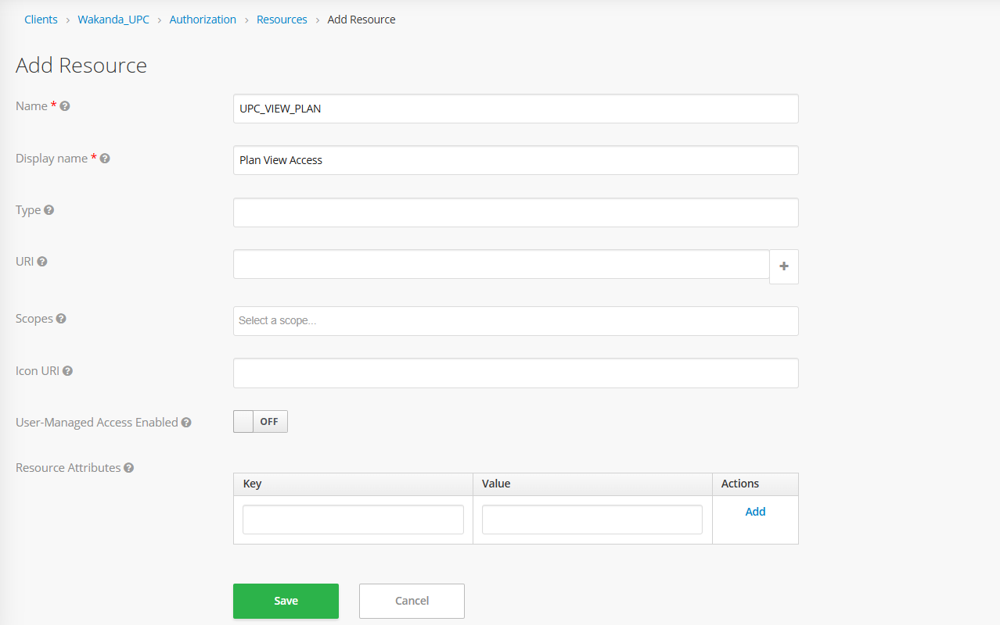 Clients › Wakanda_UPC › Authorization › Resources › Add Resource
Add Resource
Name *
UPC_VIEW_PLAN
Display name *
Plan View Access
Type
URI
Scopes
Select a scope...
Icon URI
User-Managed Access Enabled
OFF
Resource Attributes
Key Value Actions
Add
Save Cancel